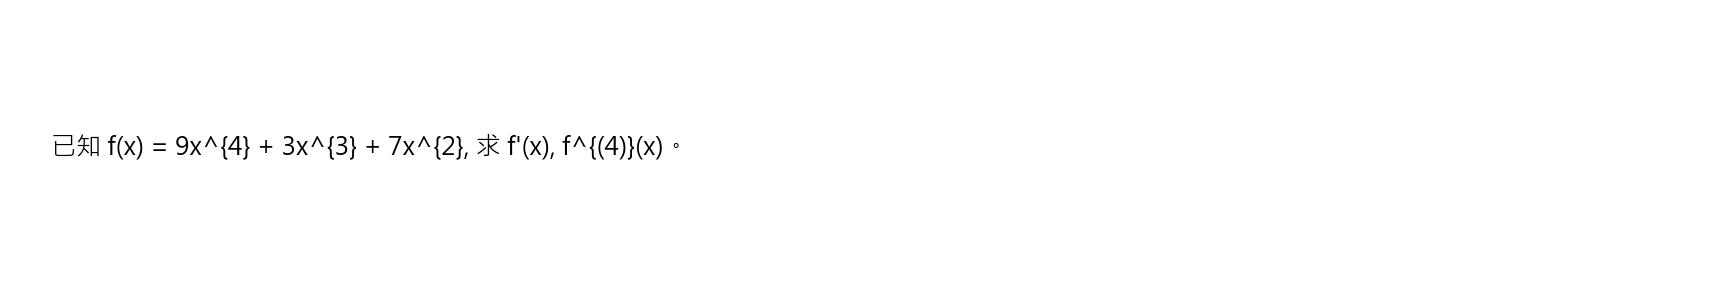 已知 f(x) = 9x^{4} + 3x^{3} + 7x^{2}, 求 f'(x), f^{(4)}(x)。